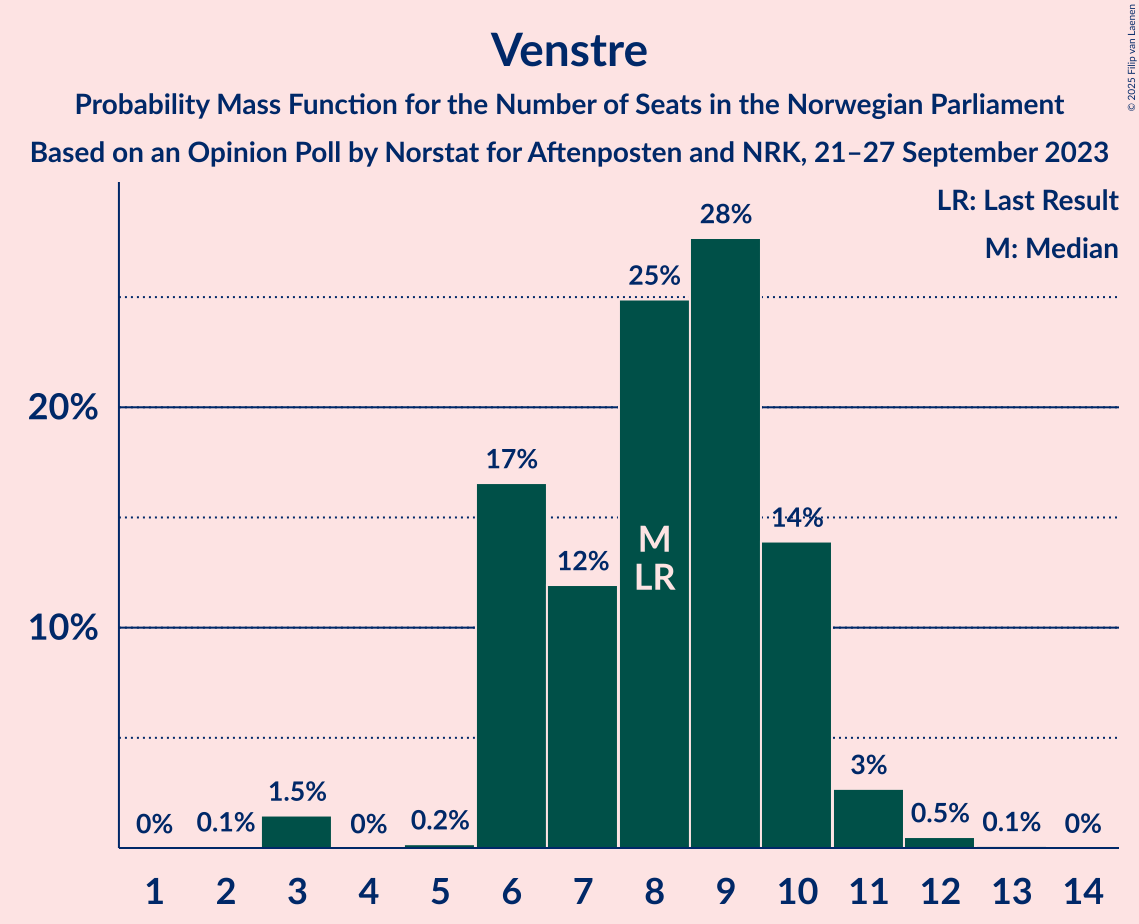 Venstre
Probability Mass Function for the Number of Seats in the Norwegian Parliament
Based on an Opinion Poll by Norstat for Aftenposten and NRK, 21–27 September 2023
© 2025 Filip van Laenen
LR: Last Result
M: Median
28%
25%
20%
17%
14%
12%
M
LR
10%
3%
1.5%
0% 0.1% 0% 0.2% 0.5% 0.1% 0%
1 2 3 4 5 6 7 8 9 10 11 12 13 14